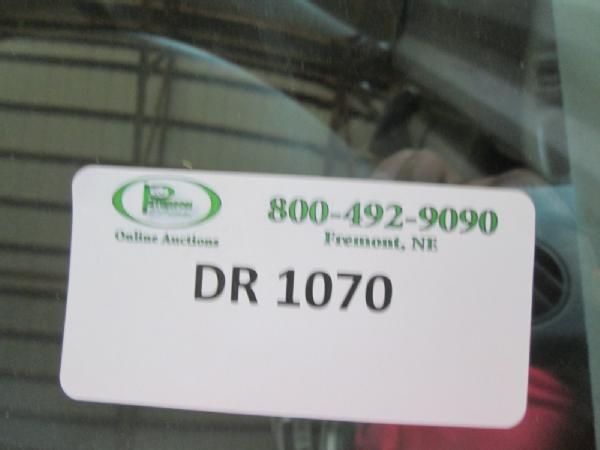 800-492-9090
Online Auctions
Fremont, NE
DR 1070